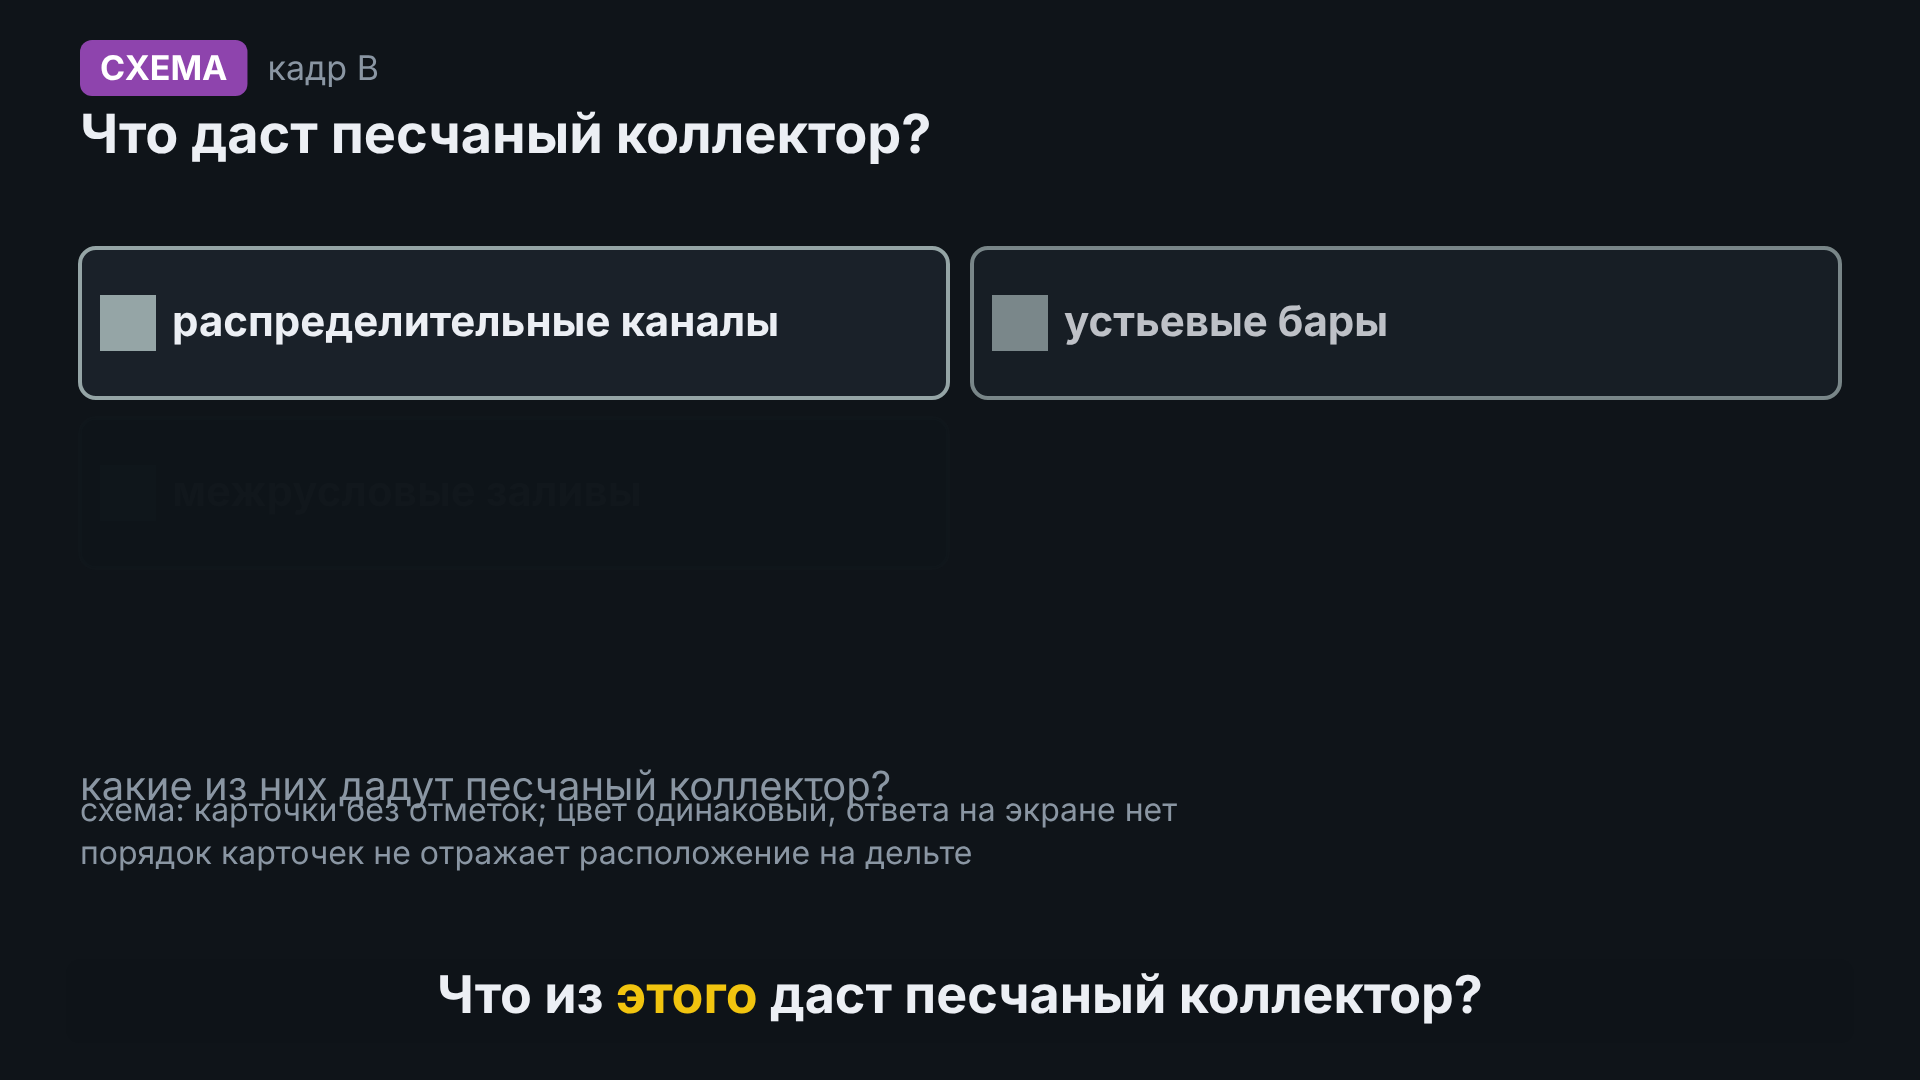 СХЕМА кадр В
Что даст песчаный коллектор?
распределительные каналы
устьевые бары
межрусловые заливы
какие из них дадут песчаный коллектор?
схема: карточки без отметок; цвет одинаковый, ответа на экране нет
порядок карточек не отражает расположение на дельте
Что из этого даст песчаный коллектор?